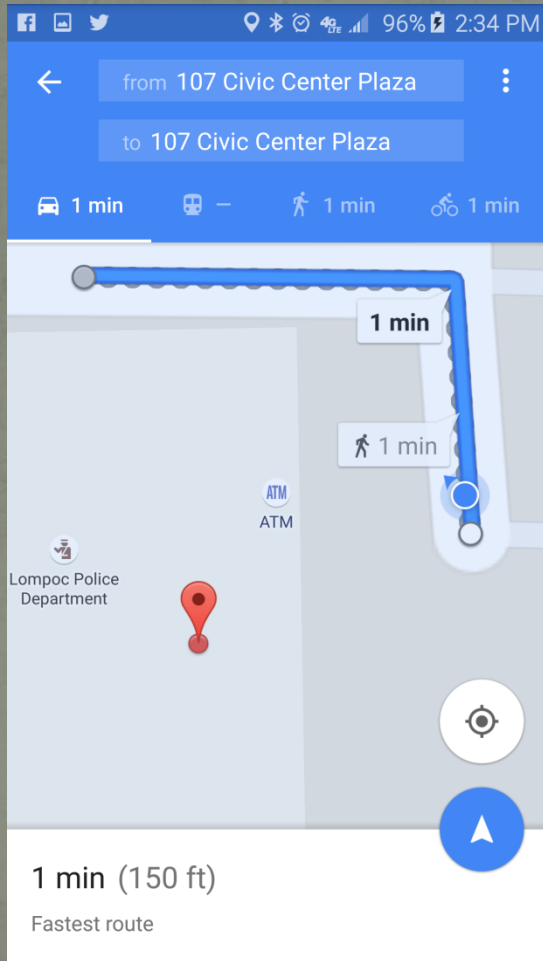 96% 2:34 PM
from 107 Civic Center Plaza
to 107 Civic Center Plaza
1 min – 1 min 1 min
1 min
1 min
ATM
ATM
Lompoc Police
Department
1 min (150 ft)
Fastest route